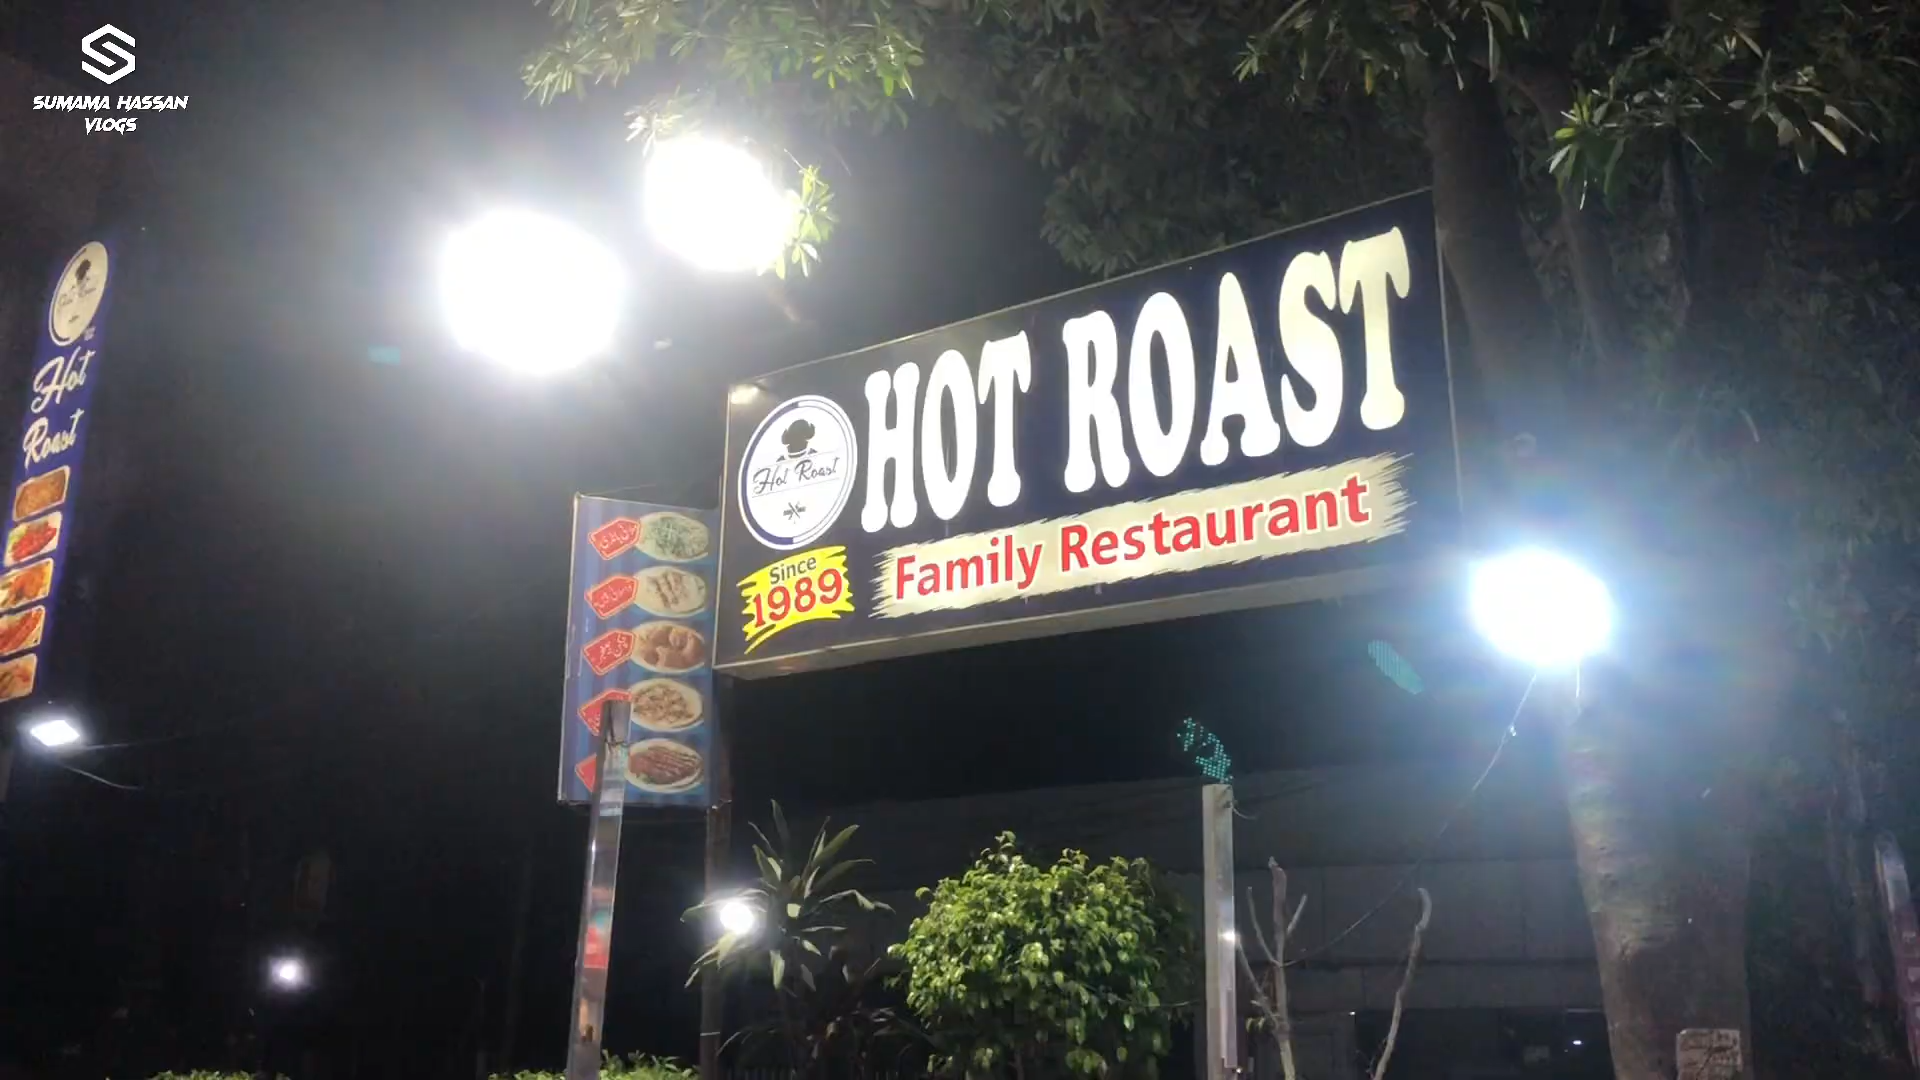 SUMAMA HASSAN
VLOGS
Hot
Roast
HOT ROAST
Hot Roast
Family Restaurant
Since
1989